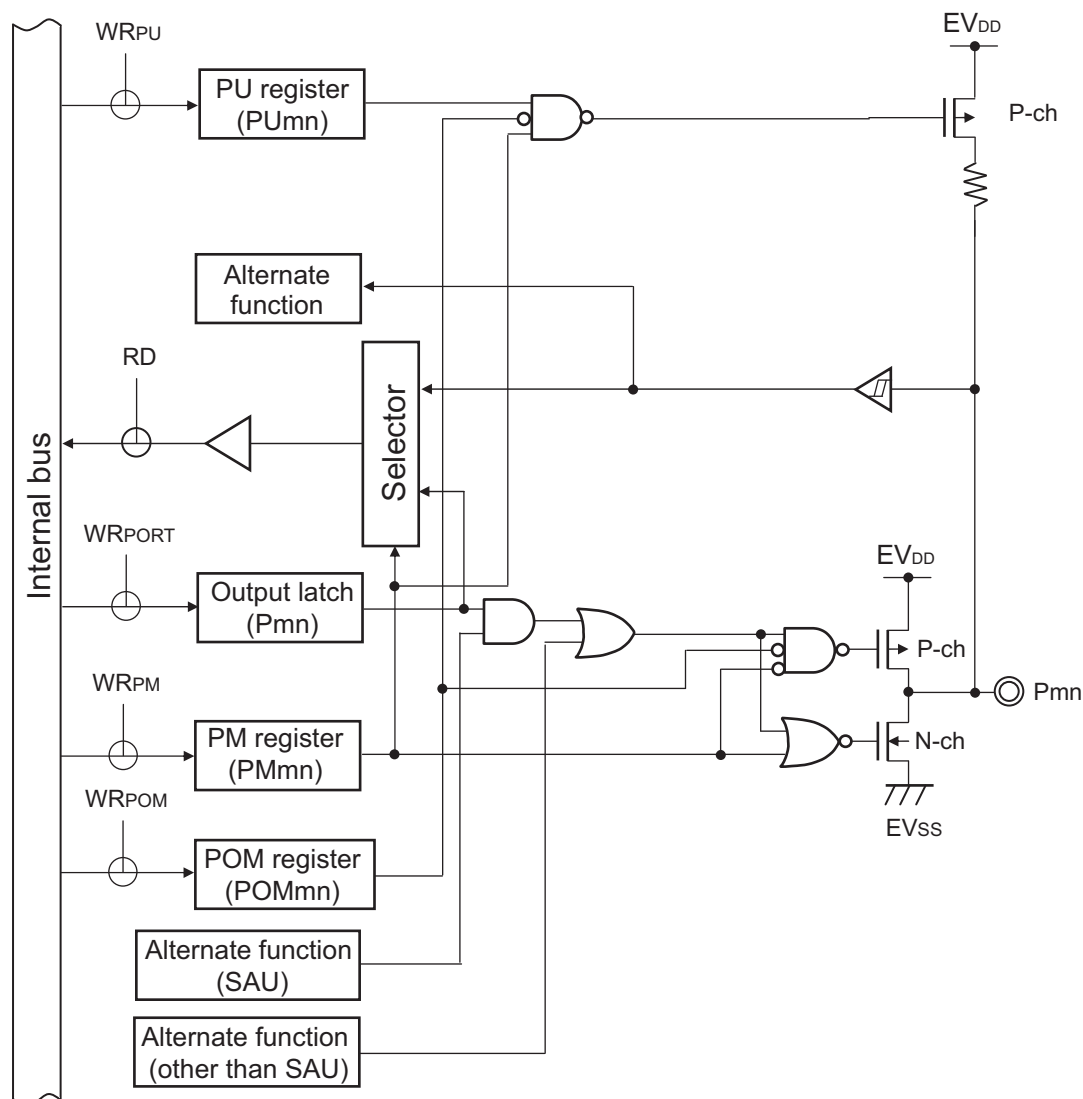 WRPU
EVDD
PU register
(PUmn)
P-ch
Alternate
function
RD
Selector
Internal bus
WRPORT
Output latch
(Pmn)
EVDD
P-ch
Pmn
WRPM
PM register
(PMmn)
N-ch
EVSS
WRPOM
POM register
(POMmn)
Alternate function
(SAU)
Alternate function
(other than SAU)